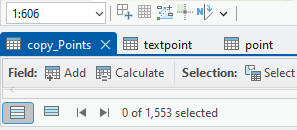 1:606
copy_Points textpoint point
Field: Add Calculate Selection: Select
0 of 1,553 selected